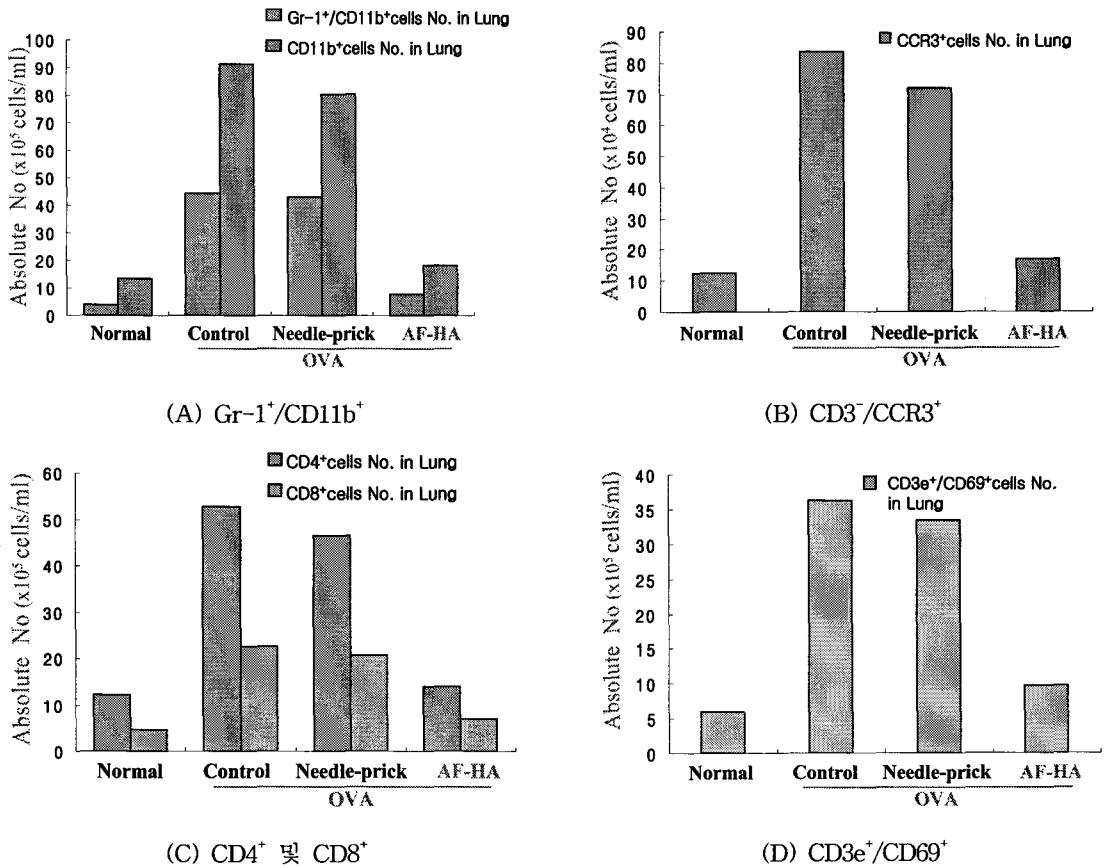 Gr-1⁺/CD11b⁺cells No. in Lung
CD11b⁺cells No. in Lung
Absolute No (x10⁵ cells/ml)
100
90
80
70
60
50
40
30
20
10
0
Normal Control Needle-prick AF-HA
OVA
(A) Gr-1⁺/CD11b⁺
CCR3⁺cells No. in Lung
Absolute No (x10⁴ cells/ml)
90
80
70
60
50
40
30
20
10
0
Normal Control Needle-prick AF-HA
OVA
(B) CD3⁻/CCR3⁺
CD4⁺cells No. in Lung
CD8⁺cells No. in Lung
Absolute No (x10⁵ cells/ml)
60
50
40
30
20
10
0
Normal Control Needle-prick AF-HA
OVA
(C) CD4⁺ 및 CD8⁺
CD3e⁺/CD69⁺cells No.
in Lung
Absolute No (x10⁵ cells/ml)
40
35
30
25
20
15
10
5
0
Normal Control Needle-prick AF-HA
OVA
(D) CD3e⁺/CD69⁺